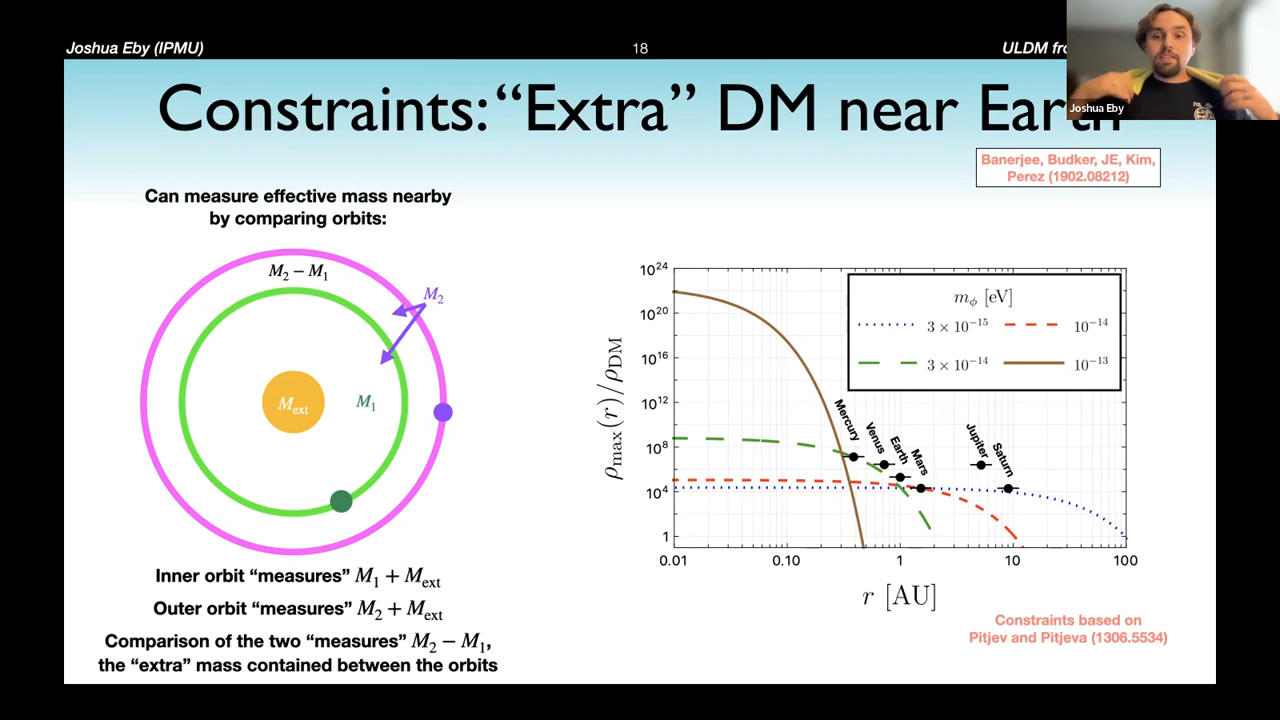 Joshua Eby (IPMU)
18
ULDM
Joshua Eby
Constraints: “Extra” DM near Earth
Banerjee, Budker, JE, Kim,
Perez (1902.08212)
Can measure effective mass nearby
by comparing orbits:
M₂ − M₁
M₂
M_ext
M₁
Inner orbit “measures” M₁ + M_ext
Outer orbit “measures” M₂ + M_ext
Comparison of the two “measures” M₂ − M₁,
the “extra” mass contained between the orbits
ρ_max(r)/ρ_DM
10²⁴
10²⁰
10¹⁶
10¹²
10⁸
10⁴
1
m_ϕ [eV]
3 × 10⁻¹⁵
10⁻¹⁴
3 × 10⁻¹⁴
10⁻¹³
Mercury
Venus
Earth
Mars
Jupiter
Saturn
0.01
0.10
1
10
100
r [AU]
Constraints based on
Pitjev and Pitjeva (1306.5534)